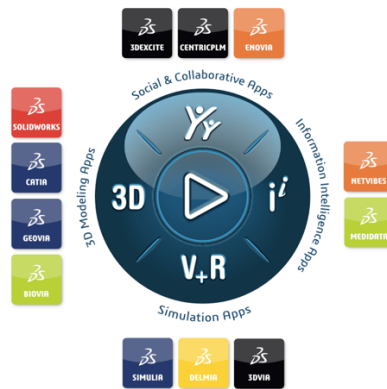 3DEXCITE
CENTRICPLM
ENOVIA
Social & Collaborative Apps
SOLIDWORKS
CATIA
GEOVIA
BIOVIA
3D Modeling Apps
3D
i i
V+R
Information Intelligence Apps
NETVIBES
MEDIDATA
Simulation Apps
SIMULIA
DELMIA
3DVIA